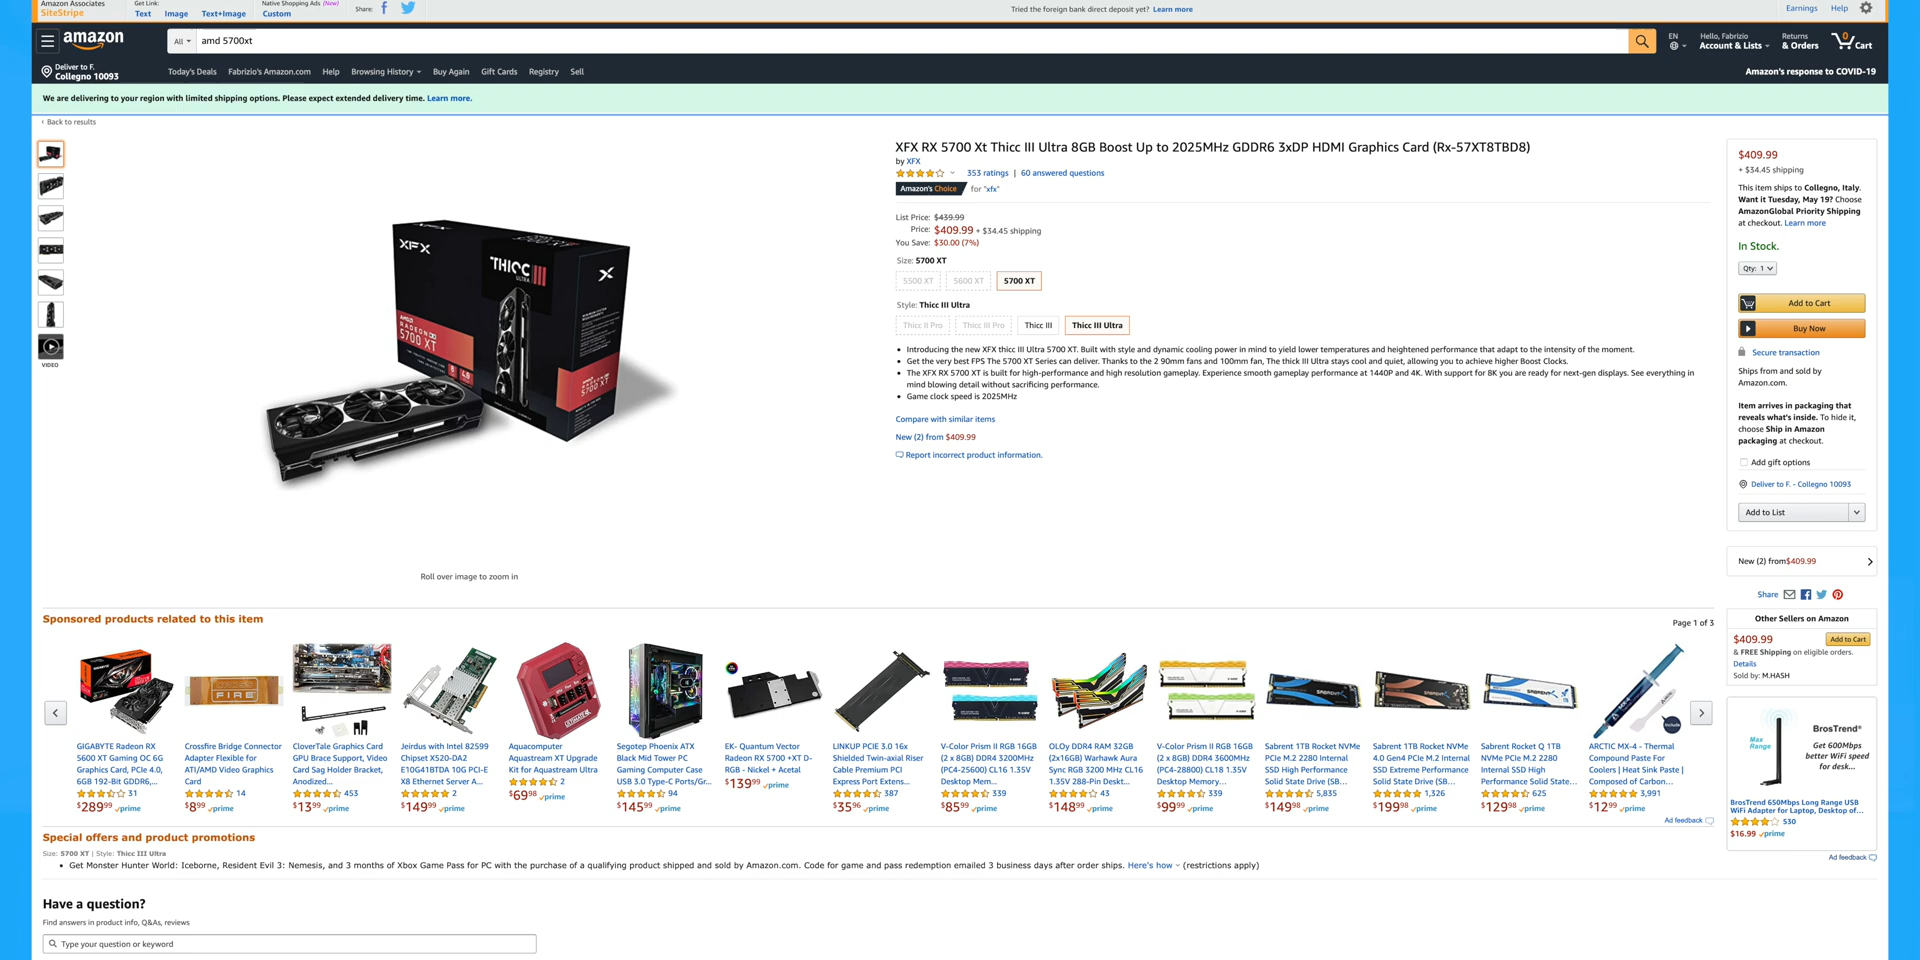 Amazon Associates
SiteStripe
Get Link:
Text Image Text+Image
Native Shopping Ads (New)
Custom
Share:
Tried the foreign bank direct deposit yet? Learn more
Earnings Help
amazon
All
amd 5700xt
EN
Hello, Fabrizio
Account & Lists
Returns
& Orders
0
Cart
Deliver to F.
Collegno 10093
Today's Deals Fabrizio's Amazon.com Help Browsing History Buy Again Gift Cards Registry Sell
Amazon's response to COVID-19
We are delivering to your region with limited shipping options. Please expect extended delivery time. Learn more.
‹ Back to results
VIDEO
XFX
THICC III
ULTRA
X
AMD
RADEON
5700 XT
Roll over image to zoom in
XFX RX 5700 Xt Thicc III Ultra 8GB Boost Up to 2025MHz GDDR6 3xDP HDMI Graphics Card (Rx-57XT8TBD8)
by XFX
353 ratings | 60 answered questions
Amazon's Choice for "xfx"
List Price: $439.99
Price: $409.99 + $34.45 shipping
You Save: $30.00 (7%)
Size: 5700 XT
5500 XT 5600 XT 5700 XT
Style: Thicc III Ultra
Thicc II Pro Thicc III Pro Thicc III Thicc III Ultra
• Introducing the new XFX thicc III Ultra 5700 XT. Built with style and dynamic cooling power in mind to yield lower temperatures and heightened performance that adapt to the intensity of the moment.
• Get the very best FPS The 5700 XT Series can deliver. Thanks to the 2 90mm fans and 100mm fan, The thick III Ultra stays cool and quiet, allowing you to achieve higher Boost Clocks.
• The XFX RX 5700 XT is built for high-performance and high resolution gameplay. Experience smooth gameplay performance at 1440P and 4K. With support for 8K you are ready for next-gen displays. See everything in
mind blowing detail without sacrificing performance.
• Game clock speed is 2025MHz
Compare with similar items
New (2) from $409.99
Report incorrect product information.
$409.99
+ $34.45 shipping
This item ships to Collegno, Italy.
Want it Tuesday, May 19? Choose
AmazonGlobal Priority Shipping
at checkout. Learn more
In Stock.
Qty: 1
Add to Cart
Buy Now
Secure transaction
Ships from and sold by
Amazon.com.
Item arrives in packaging that
reveals what's inside. To hide it,
choose Ship in Amazon
packaging at checkout.
Add gift options
Deliver to F. - Collegno 10093
Add to List
New (2) from $409.99
Share
Other Sellers on Amazon
$409.99
Add to Cart
& FREE Shipping on eligible orders.
Details
Sold by: M.HASH
Max
Range
BrosTrend®
Get 600Mbps
better WiFi speed
for desk...
BrosTrend 650Mbps Long Range USB
WiFi Adapter for Laptop, Desktop of...
530
$16.99 prime
Ad feedback
Sponsored products related to this item
Page 1 of 3
GIGABYTE Radeon RX
5600 XT Gaming OC 6G
Graphics Card, PCIe 4.0,
6GB 192-Bit GDDR6,...
31
$289.99 prime
FIRE
Crossfire Bridge Connector
Adapter Flexible for
ATI/AMD Video Graphics
Card
14
$8.99 prime
CloverTale Graphics Card
GPU Brace Support, Video
Card Sag Holder Bracket,
Anodized...
453
$13.99 prime
Jeirdus with Intel 82599
Chipset X520-DA2
E10G41BTDA 10G PCI-E
X8 Ethernet Server A...
2
$149.99 prime
ULTIMATE
Aquacomputer
Aquastream XT Upgrade
Kit for Aquastream Ultra
2
$69.98 prime
Segotep Phoenix ATX
Black Mid Tower PC
Gaming Computer Case
USB 3.0 Type-C Ports/Gr...
94
$145.99 prime
EK- Quantum Vector
Radeon RX 5700 +XT D-
RGB - Nickel + Acetal
$139.99 prime
LINKUP PCIE 3.0 16x
Shielded Twin-axial Riser
Cable Premium PCI
Express Port Extens...
387
$35.96 prime
V-Color Prism II RGB 16GB
(2 x 8GB) DDR4 3200MHz
(PC4-25600) CL16 1.35V
Desktop Mem...
339
$85.99 prime
OLOy DDR4 RAM 32GB
(2x16GB) Warhawk Aura
Sync RGB 3200 MHz CL16
1.35V 288-Pin Deskt...
43
$148.99 prime
V-Color Prism II RGB 16GB
(2 x 8GB) DDR4 3600MHz
(PC4-28800) CL18 1.35V
Desktop Memory...
339
$99.99 prime
SABRENT
Sabrent 1TB Rocket NVMe
PCIe M.2 2280 Internal
SSD High Performance
Solid State Drive (SB...
5,835
$149.98 prime
SABRENT
Sabrent 1TB Rocket NVMe
4.0 Gen4 PCIe M.2 Internal
SSD Extreme Performance
Solid State Drive (SB...
1,326
$199.98 prime
SABRENT
Sabrent Rocket Q 1TB
NVMe PCIe M.2 2280
Internal SSD High
Performance Solid State...
625
$129.98 prime
ARCTIC MX-4 - Thermal
Compound Paste For
Coolers | Heat Sink Paste |
Composed of Carbon...
3,991
$12.99 prime
Ad feedback
Special offers and product promotions
Size: 5700 XT | Style: Thicc III Ultra
• Get Monster Hunter World: Iceborne, Resident Evil 3: Nemesis, and 3 months of Xbox Game Pass for PC with the purchase of a qualifying product shipped and sold by Amazon.com. Code for game and pass redemption emailed 3 business days after order ships. Here's how (restrictions apply)
Have a question?
Find answers in product info, Q&As, reviews
Type your question or keyword